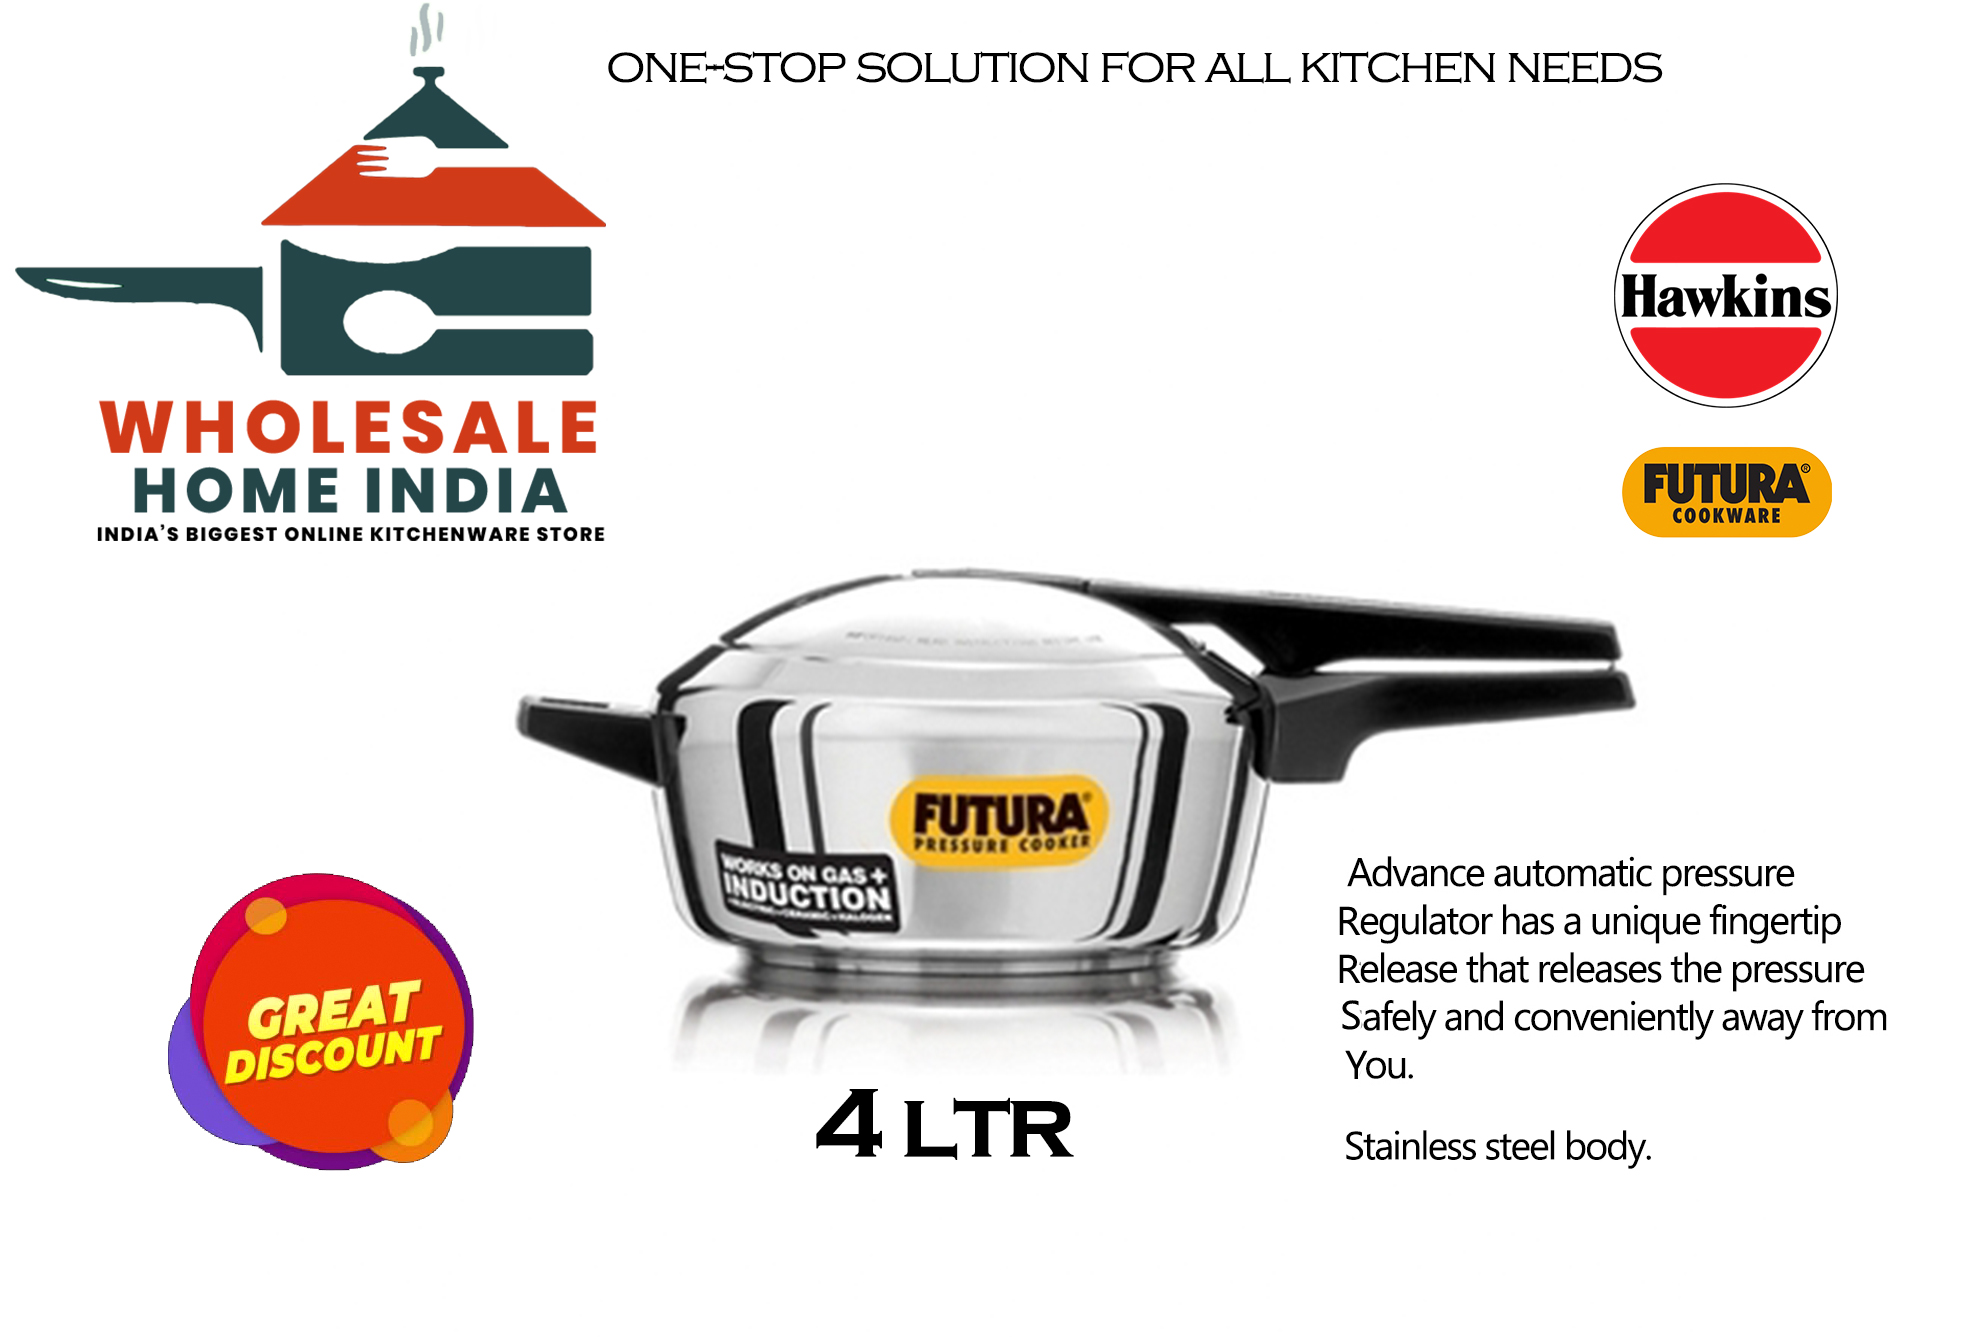 ONE-STOP SOLUTION FOR ALL KITCHEN NEEDS
WHOLESALE
HOME INDIA
INDIA'S BIGGEST ONLINE KITCHENWARE STORE
Hawkins
FUTURA®
COOKWARE
FUTURA®
PRESSURE COOKER
WORKS ON GAS +
INDUCTION
GREAT
DISCOUNT
4 LTR
Advance automatic pressure
Regulator has a unique fingertip
Release that releases the pressure
Safely and conveniently away from
You.
Stainless steel body.